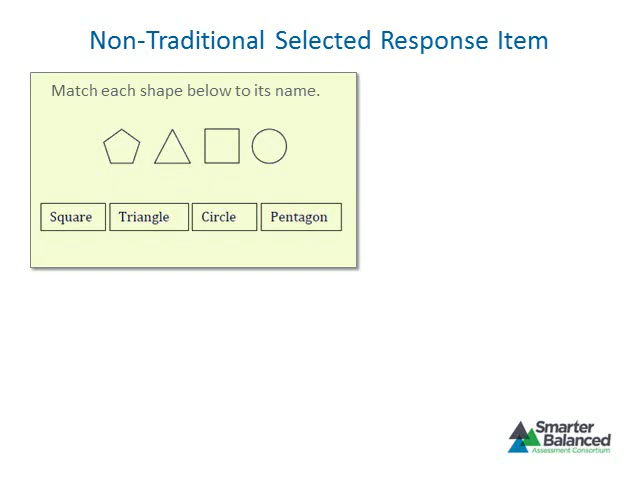 Non-Traditional Selected Response Item
Match each shape below to its name.
Square Triangle Circle Pentagon
Smarter
Balanced
Assessment Consortium